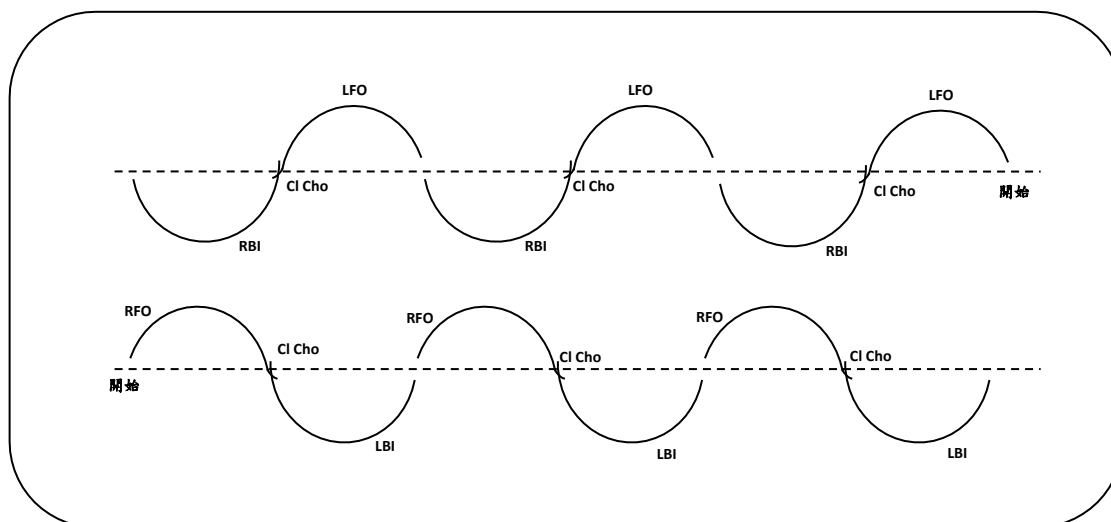 LFO LFO LFO
Cl Cho Cl Cho Cl Cho
開始
RBI RBI RBI
RFO RFO RFO
Cl Cho Cl Cho Cl Cho
開始
LBI LBI LBI